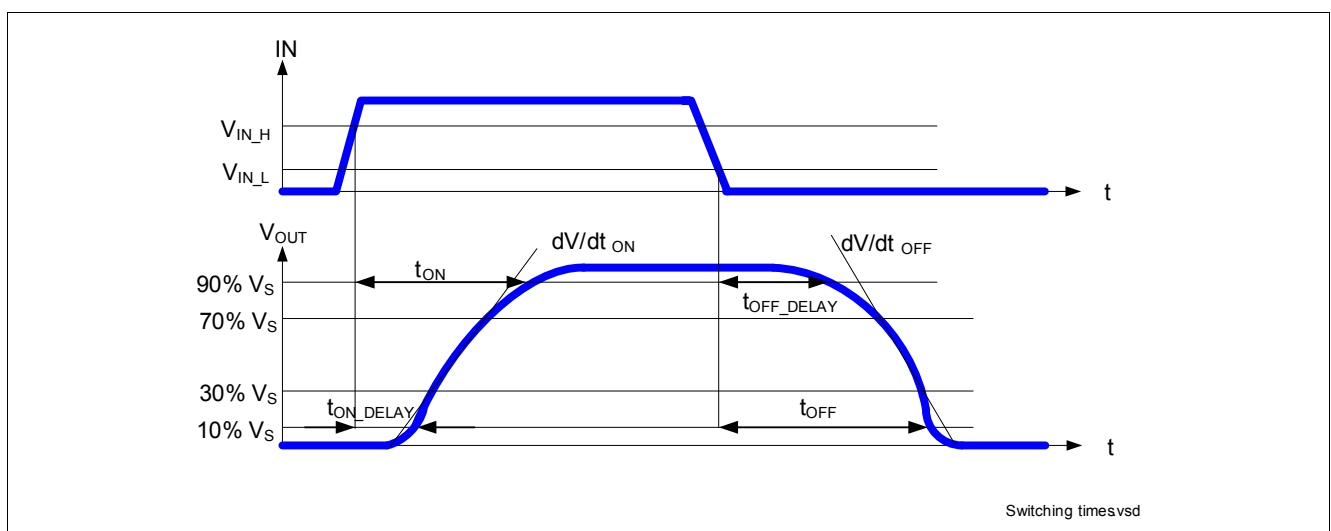 IN
V_IN_H
V_IN_L
t
V_OUT
dV/dt ON
dV/dt OFF
90% V_S
t_ON
t_OFF_DELAY
70% V_S
30% V_S
t_ON_DELAY
t_OFF
10% V_S
t
Switching times.vsd